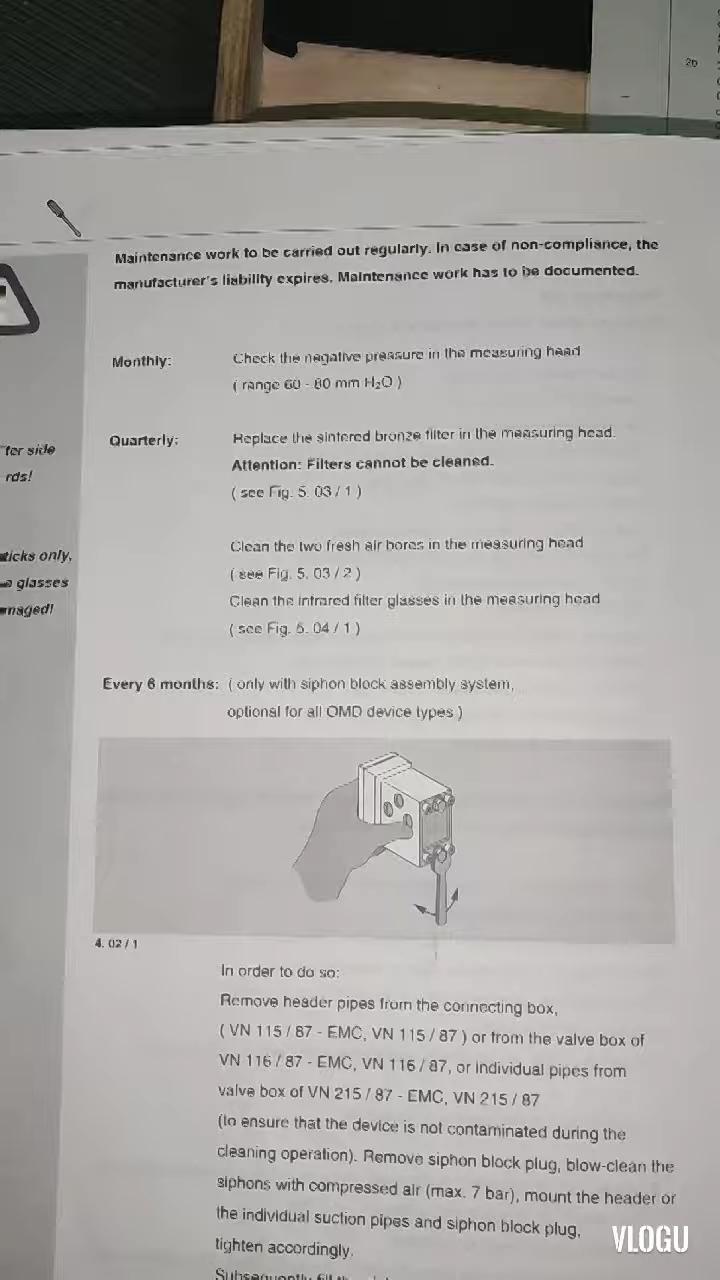 20
Maintenance work to be carried out regularly. In case of non-compliance, the
manufacturer's liability expires. Maintenance work has to be documented.
Monthly:
Check the negative pressure in the measuring head
( range 60 - 80 mm H₂O )
ter side
rds!
Quarterly:
Replace the sintered bronze filter in the measuring head.
Attention: Filters cannot be cleaned.
( see Fig. 5. 03 / 1 )
ticks only,
glasses
maged!
Clean the two fresh air bores in the measuring head
( see Fig. 5. 03 / 2 )
Clean the infrared filter glasses in the measuring head
( see Fig. 5. 04 / 1 )
Every 6 months: ( only with siphon block assembly system,
optional for all OMD device types )
4. 02 / 1
In order to do so:
Remove header pipes from the connecting box,
( VN 115 / 87 - EMC, VN 115 / 87 ) or from the valve box of
VN 116 / 87 - EMC, VN 116 / 87, or individual pipes from
valve box of VN 215 / 87 - EMC, VN 215 / 87
(to ensure that the device is not contaminated during the
cleaning operation). Remove siphon block plug, blow-clean the
siphons with compressed air (max. 7 bar), mount the header or
the individual suction pipes and siphon block plug,
tighten accordingly.
VLOGU